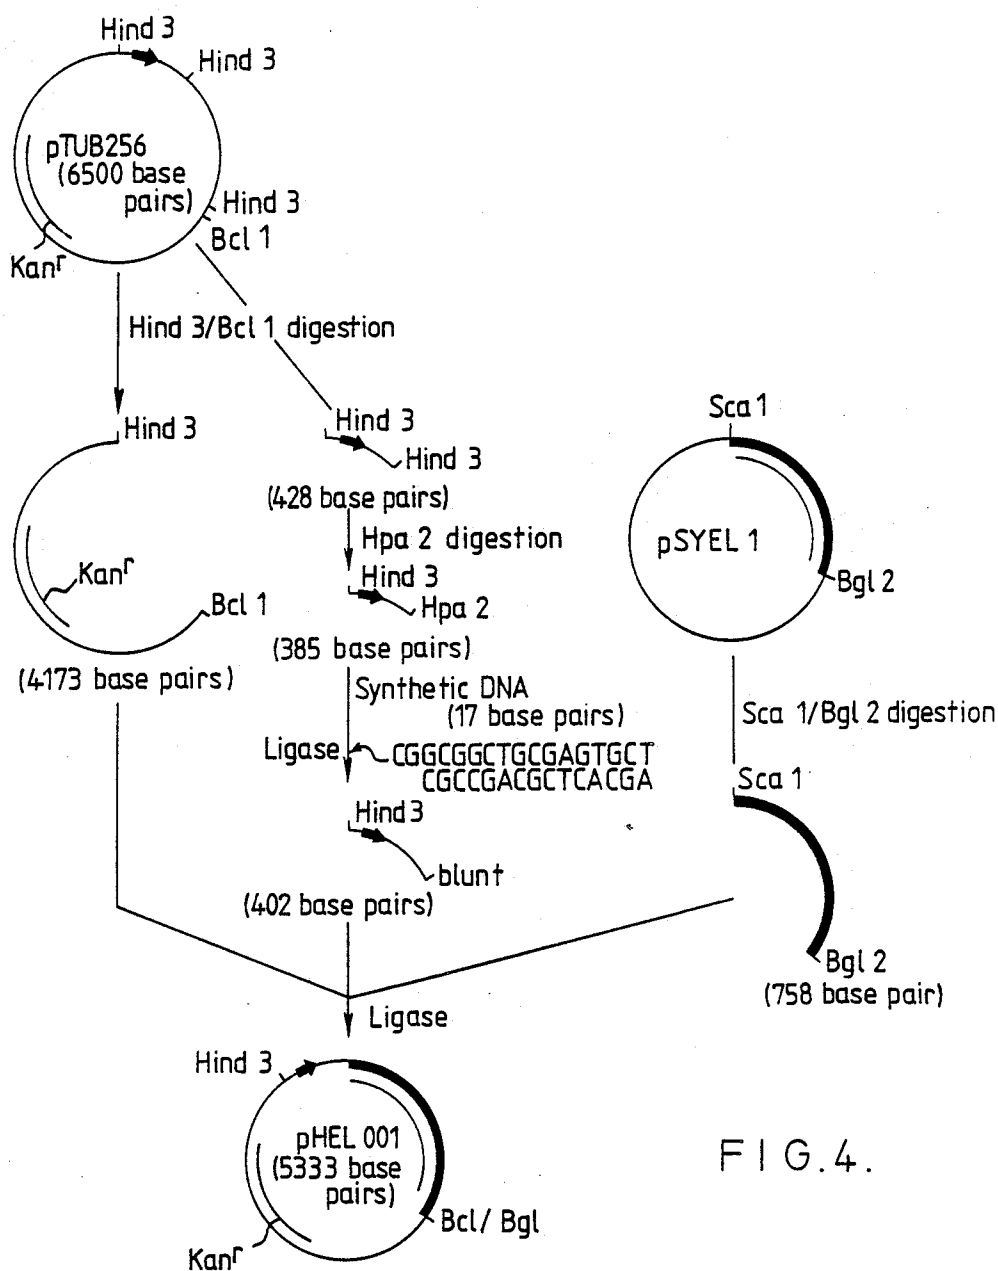 Hind 3
Hind 3
pTUB256
(6500 base
pairs)
Hind 3
Bcl 1
Kanr
Hind 3/Bcl 1 digestion
Hind 3
Hind 3
Hind 3
(428 base pairs)
Hpa 2 digestion
Hind 3
Hpa 2
(385 base pairs)
Kanr
Bcl 1
(4173 base pairs)
Sca 1
pSYEL 1
Bgl 2
Synthetic DNA
(17 base pairs)
Ligase
CGGCGGCTGCGAGTGCT
CGCCGACGCTCACGA
Sca 1/Bgl 2 digestion
Hind 3
blunt
(402 base pairs)
Sca 1
Bgl 2
(758 base pair)
Ligase
Hind 3
pHEL 001
(5333 base
pairs)
Bcl/ Bgl
Kanr
FIG.4.